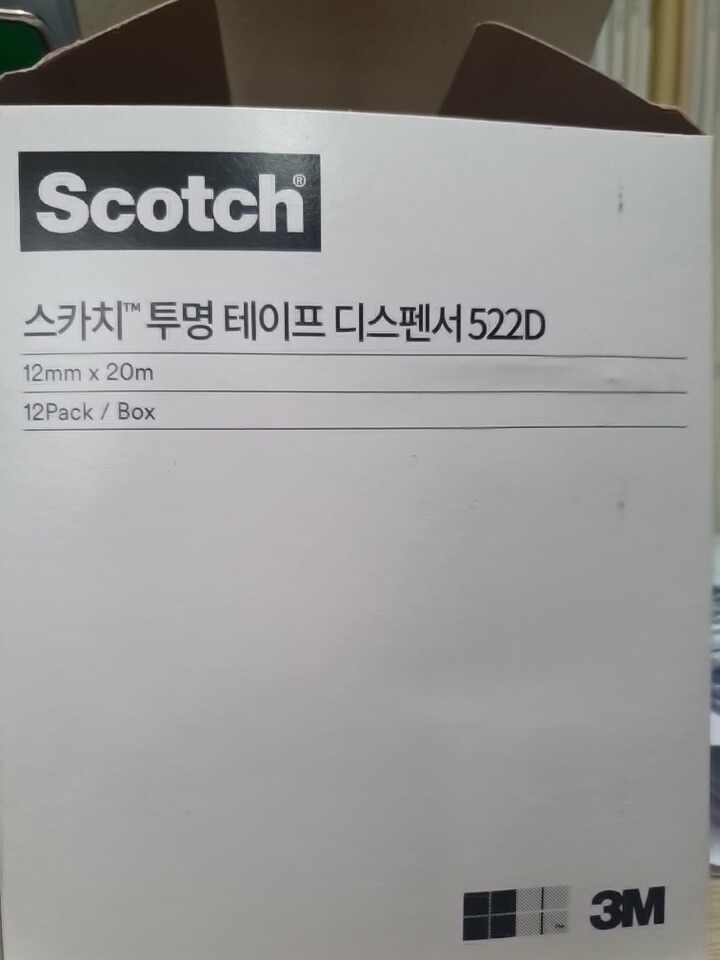 Scotch®
스카치™ 투명 테이프 디스펜서 522D
12mm x 20m
12Pack / Box
™
3M